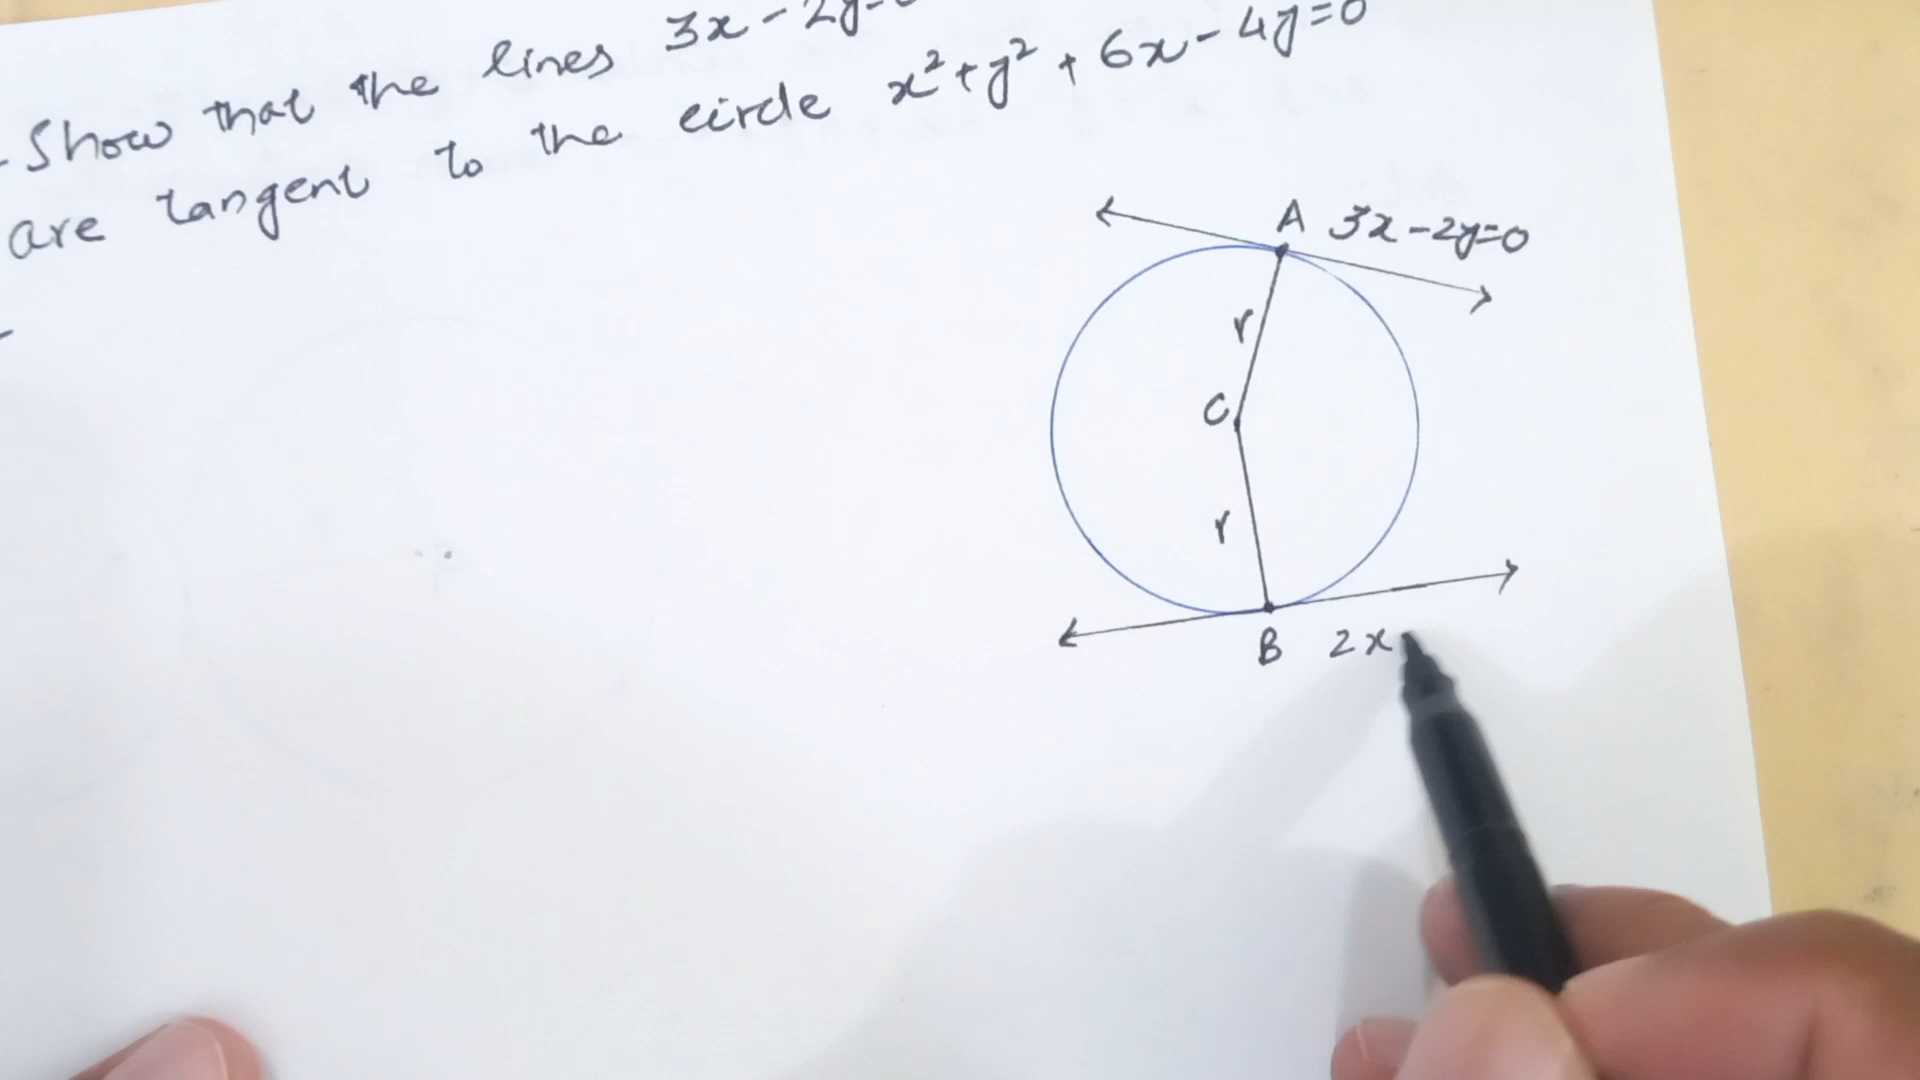 Show that the lines 3x - 2y =
are tangent to the circle x² + y² + 6x - 4y = 0
A 3x - 2y = 0
r
C
r
B 2x